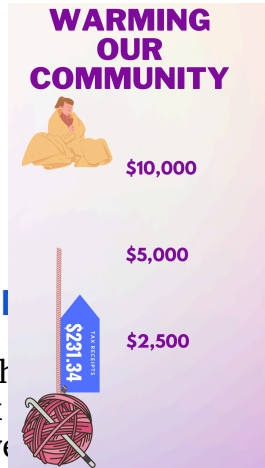 WARMING
OUR
COMMUNITY
$10,000
$5,000
$2,500
TAX RECEIPTS
$231.34